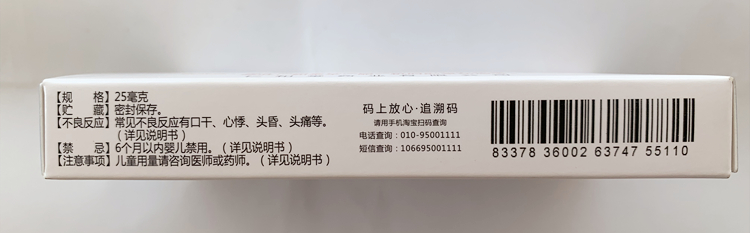 【规　　格】25毫克
【贮　　藏】密封保存。
【不良反应】常见不良反应有口干、心悸、头昏、头痛等。
（详见说明书）
【禁　　忌】6个月以内婴儿禁用。（详见说明书）
【注意事项】儿童用量请咨询医师或药师。（详见说明书）
码上放心·追溯码
请用手机淘宝扫码查询
电话查询：010-95001111
短信查询：106695001111
83378 36002 63747 55110